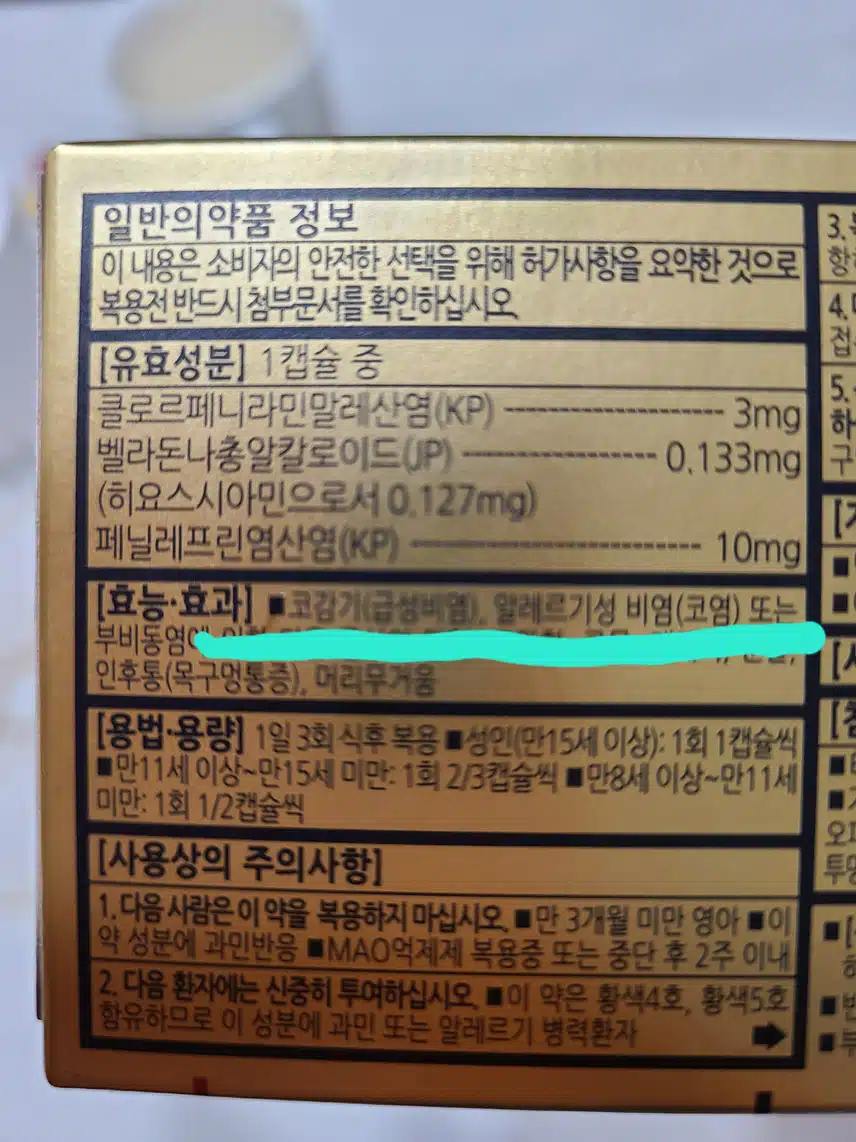 일반의약품 정보
이 내용은 소비자의 안전한 선택을 위해 허가사항을 요약한 것으로
복용전 반드시 첨부문서를 확인하십시오.
[유효성분] 1캡슐 중
클로르페니라민말레산염(KP) ---------------------- 3mg
벨라돈나총알칼로이드(JP) ------------------- 0.133mg
(히요스시아민으로서 0.127mg)
페닐레프린염산염(KP) ----------------------------- 10mg
[효능·효과] ■코감기(급성비염), 알레르기성 비염(코염) 또는
부비동염에
인후통(목구멍통증), 머리무거움
[용법·용량] 1일 3회 식후 복용 ■성인(만15세 이상): 1회 1캡슐씩
■만11세 이상~만15세 미만: 1회 2/3캡슐씩 ■만8세 이상~만11세
미만: 1회 1/2캡슐씩
[사용상의 주의사항]
1. 다음 사람은 이 약을 복용하지 마십시오. ■만 3개월 미만 영아 ■이
약 성분에 과민반응 ■MAO억제제 복용중 또는 중단 후 2주 이내
2. 다음 환자에는 신중히 투여하십시오. ■이 약은 황색4호, 황색5호
함유하므로 이 성분에 과민 또는 알레르기 병력환자
3.
4.
5.